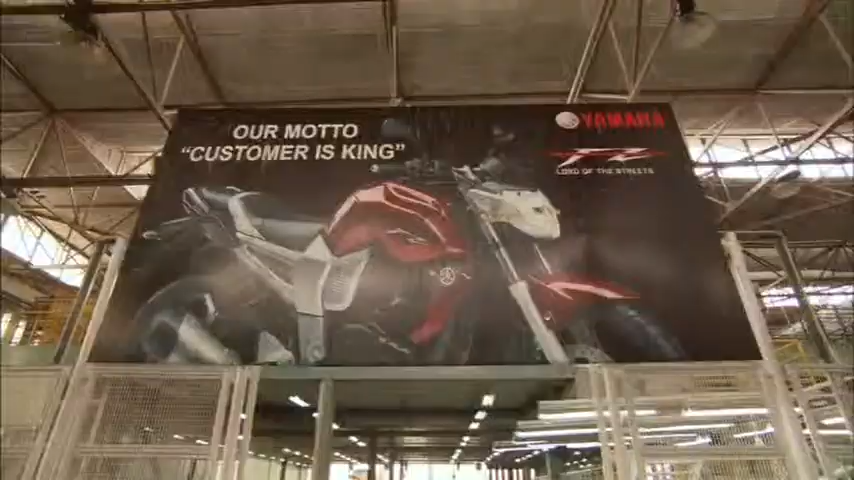 OUR MOTTO
"CUSTOMER IS KING"
YAMAHA
FZ
LORD OF THE STREETS